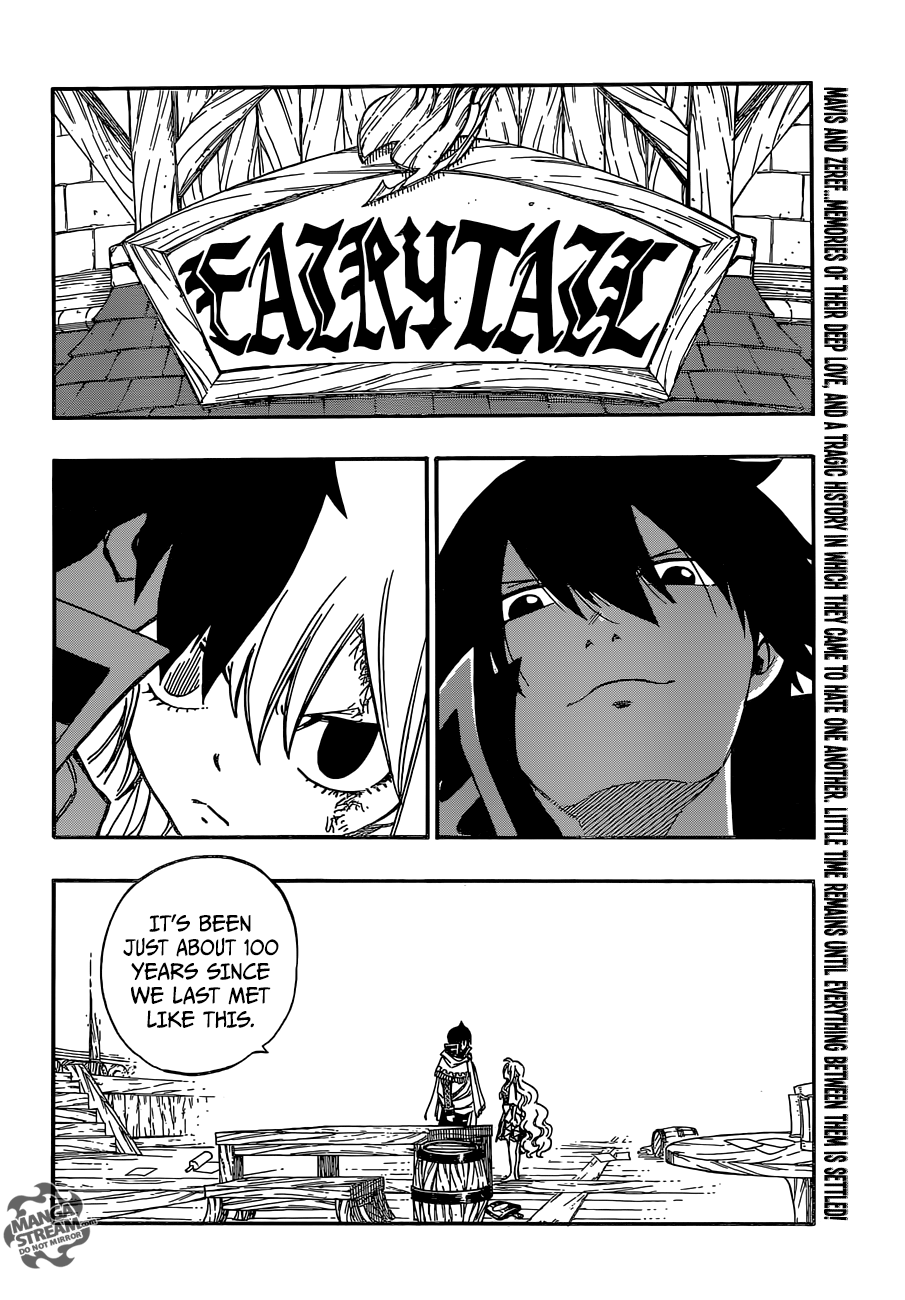 FAIRY TAIL
MAVIS AND ZEREF...MEMORIES OF THEIR DEEP LOVE, AND A TRAGIC HISTORY IN WHICH THEY CAME TO HATE ONE ANOTHER. LITTLE TIME REMAINS UNTIL EVERYTHING BETWEEN THEM IS SETTLED!
IT'S BEEN
JUST ABOUT 100
YEARS SINCE
WE LAST MET
LIKE THIS.
MANGA
STREAM.com
DO NOT MIRROR